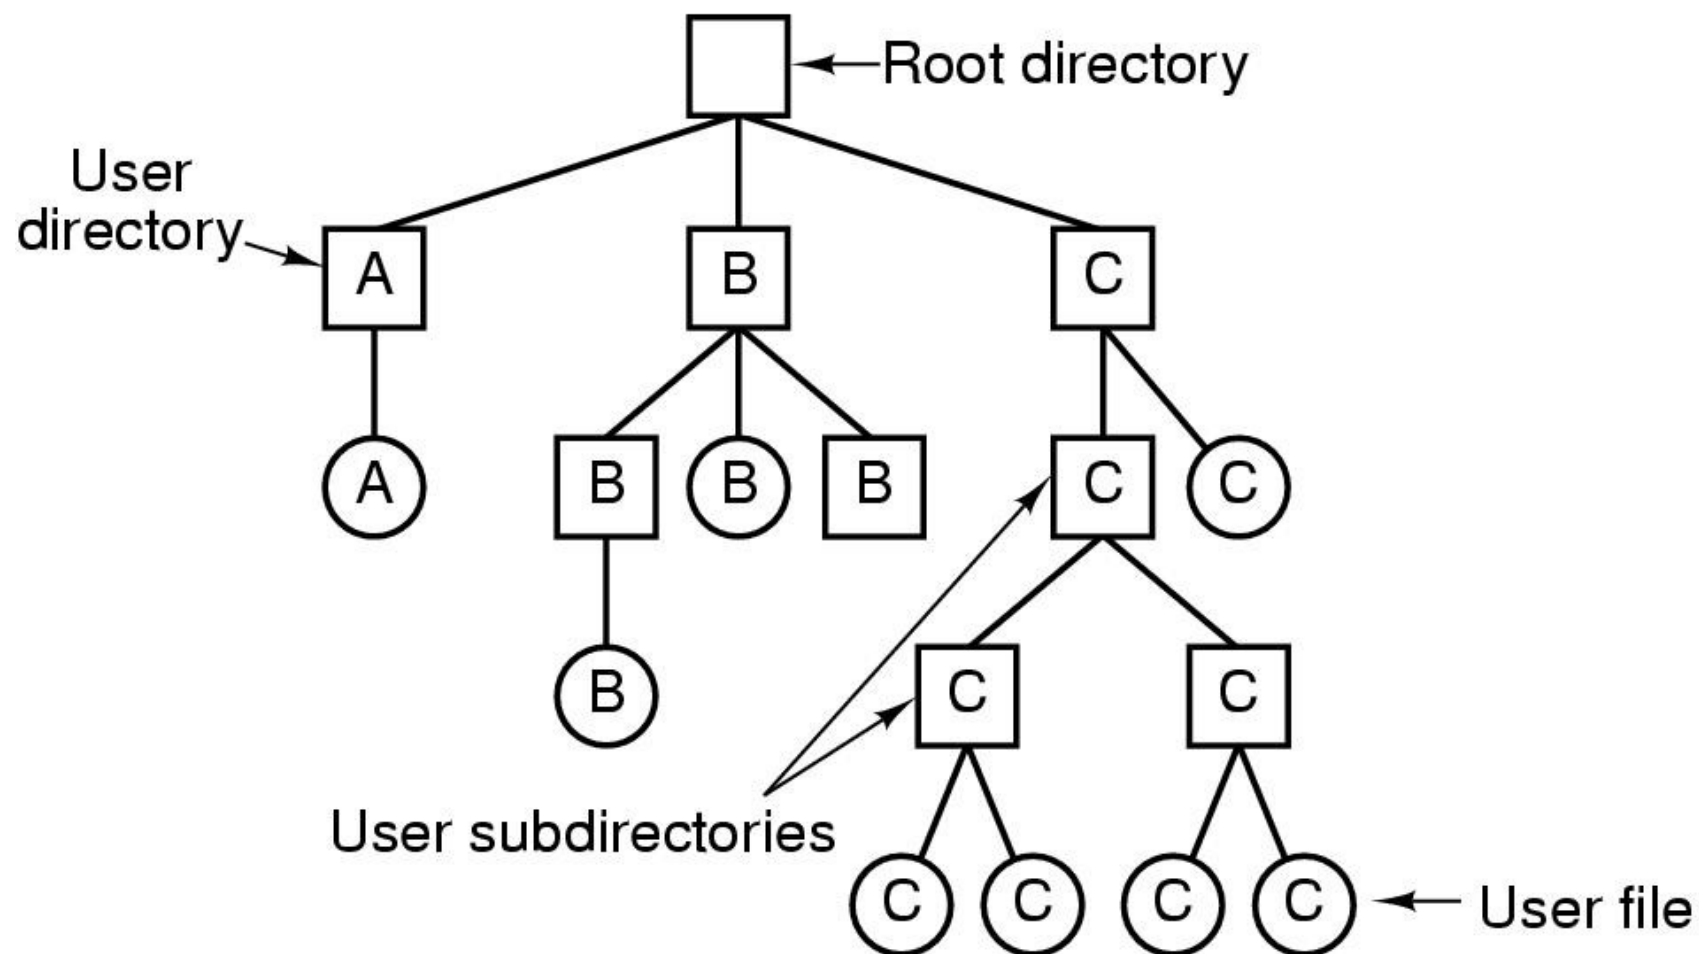 Root directory
User
directory
A
B
C
A
B
B
B
C
C
B
C
C
User subdirectories
C
C
C
C
User file